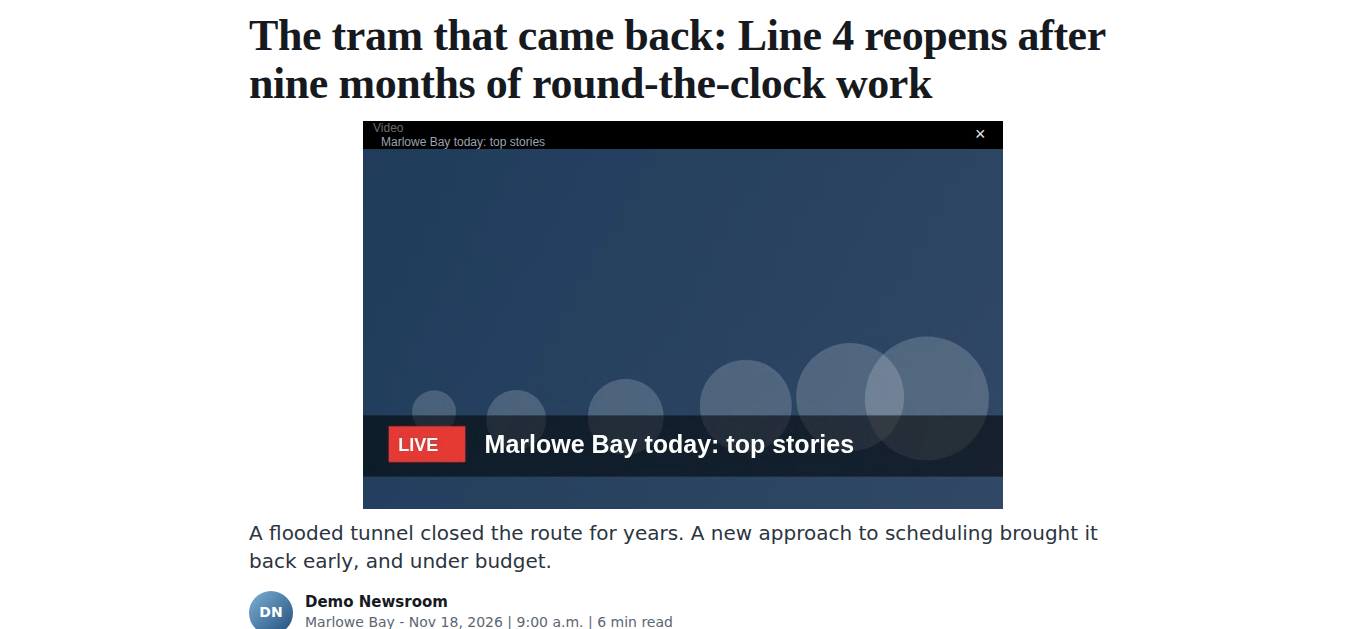 The tram that came back: Line 4 reopens after
nine months of round-the-clock work
Video
Marlowe Bay today: top stories
×
LIVE
Marlowe Bay today: top stories
A flooded tunnel closed the route for years. A new approach to scheduling brought it
back early, and under budget.
DN
Demo Newsroom
Marlowe Bay - Nov 18, 2026 | 9:00 a.m. | 6 min read